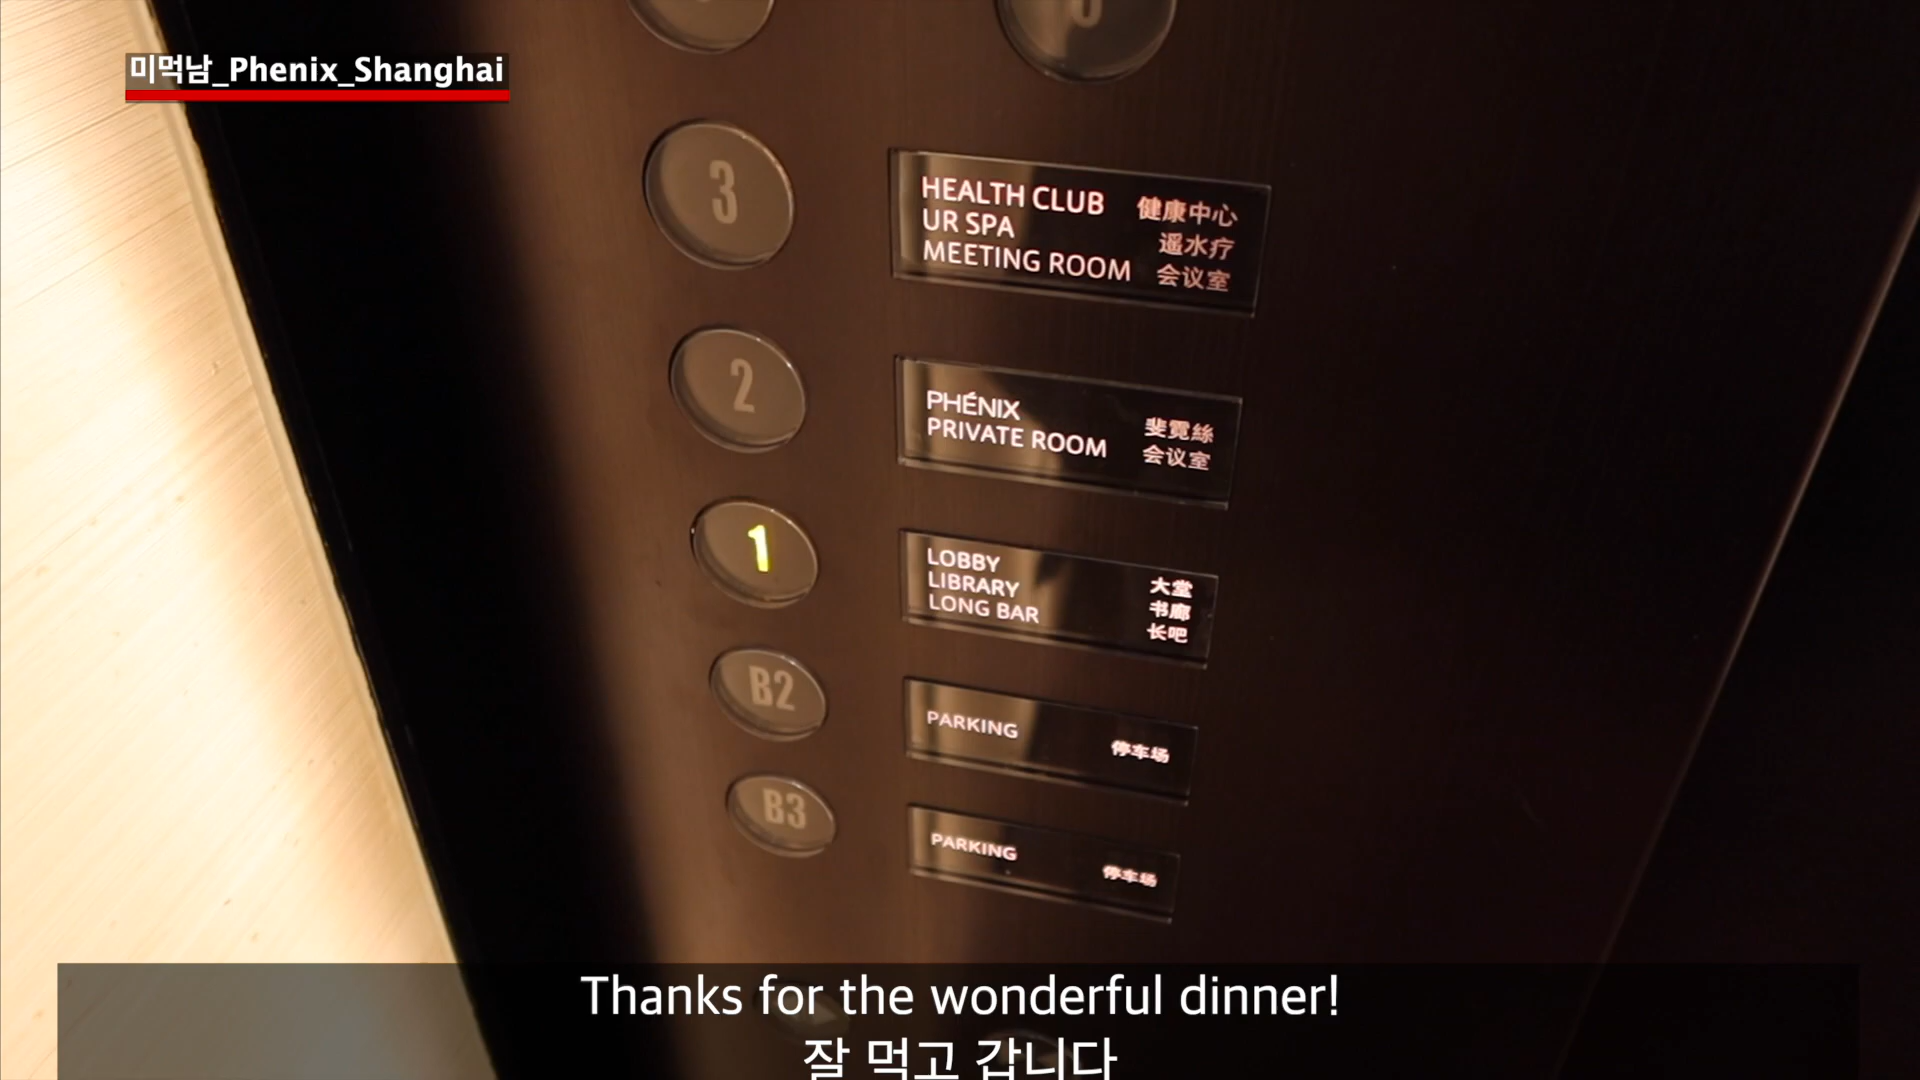 미먹남_Phenix_Shanghai
3
HEALTH CLUB 健康中心
UR SPA 遥水疗
MEETING ROOM 会议室
2
PHÉNIX 斐霓絲
PRIVATE ROOM 会议室
1
LOBBY 大堂
LIBRARY 书廊
LONG BAR 长吧
B2
PARKING 停车场
B3
PARKING 停车场
Thanks for the wonderful dinner!
잘 먹고 갑니다